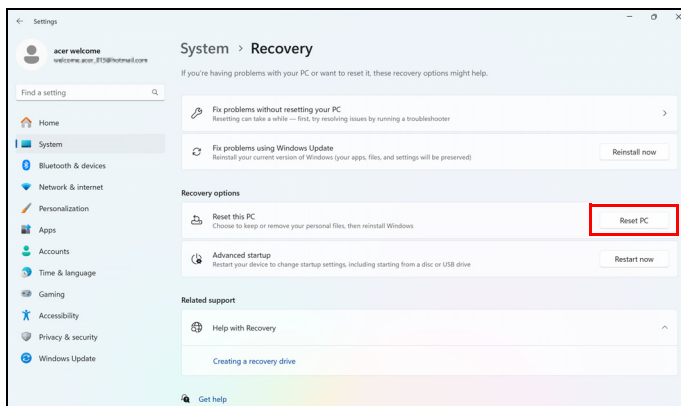 Settings
acer welcome
System > Recovery
If you're having problems with your PC or want to reset it, these recovery options might help.
Find a setting
Fix problems without resetting your PC
Resetting can take a while — first, try resolving issues by running a troubleshooter
Home
System
Fix problems using Windows Update
Reinstall your current version of Windows (your apps, files, and settings will be preserved)
Reinstall now
Bluetooth & devices
Network & internet
Recovery options
Personalization
Reset this PC
Choose to keep or remove your personal files, then reinstall Windows
Reset PC
Apps
Accounts
Advanced startup
Restart your device to change startup settings, including starting from a disc or USB drive
Restart now
Time & language
Gaming
Related support
Accessibility
Help with Recovery
Privacy & security
Windows Update
Creating a recovery drive
Get help